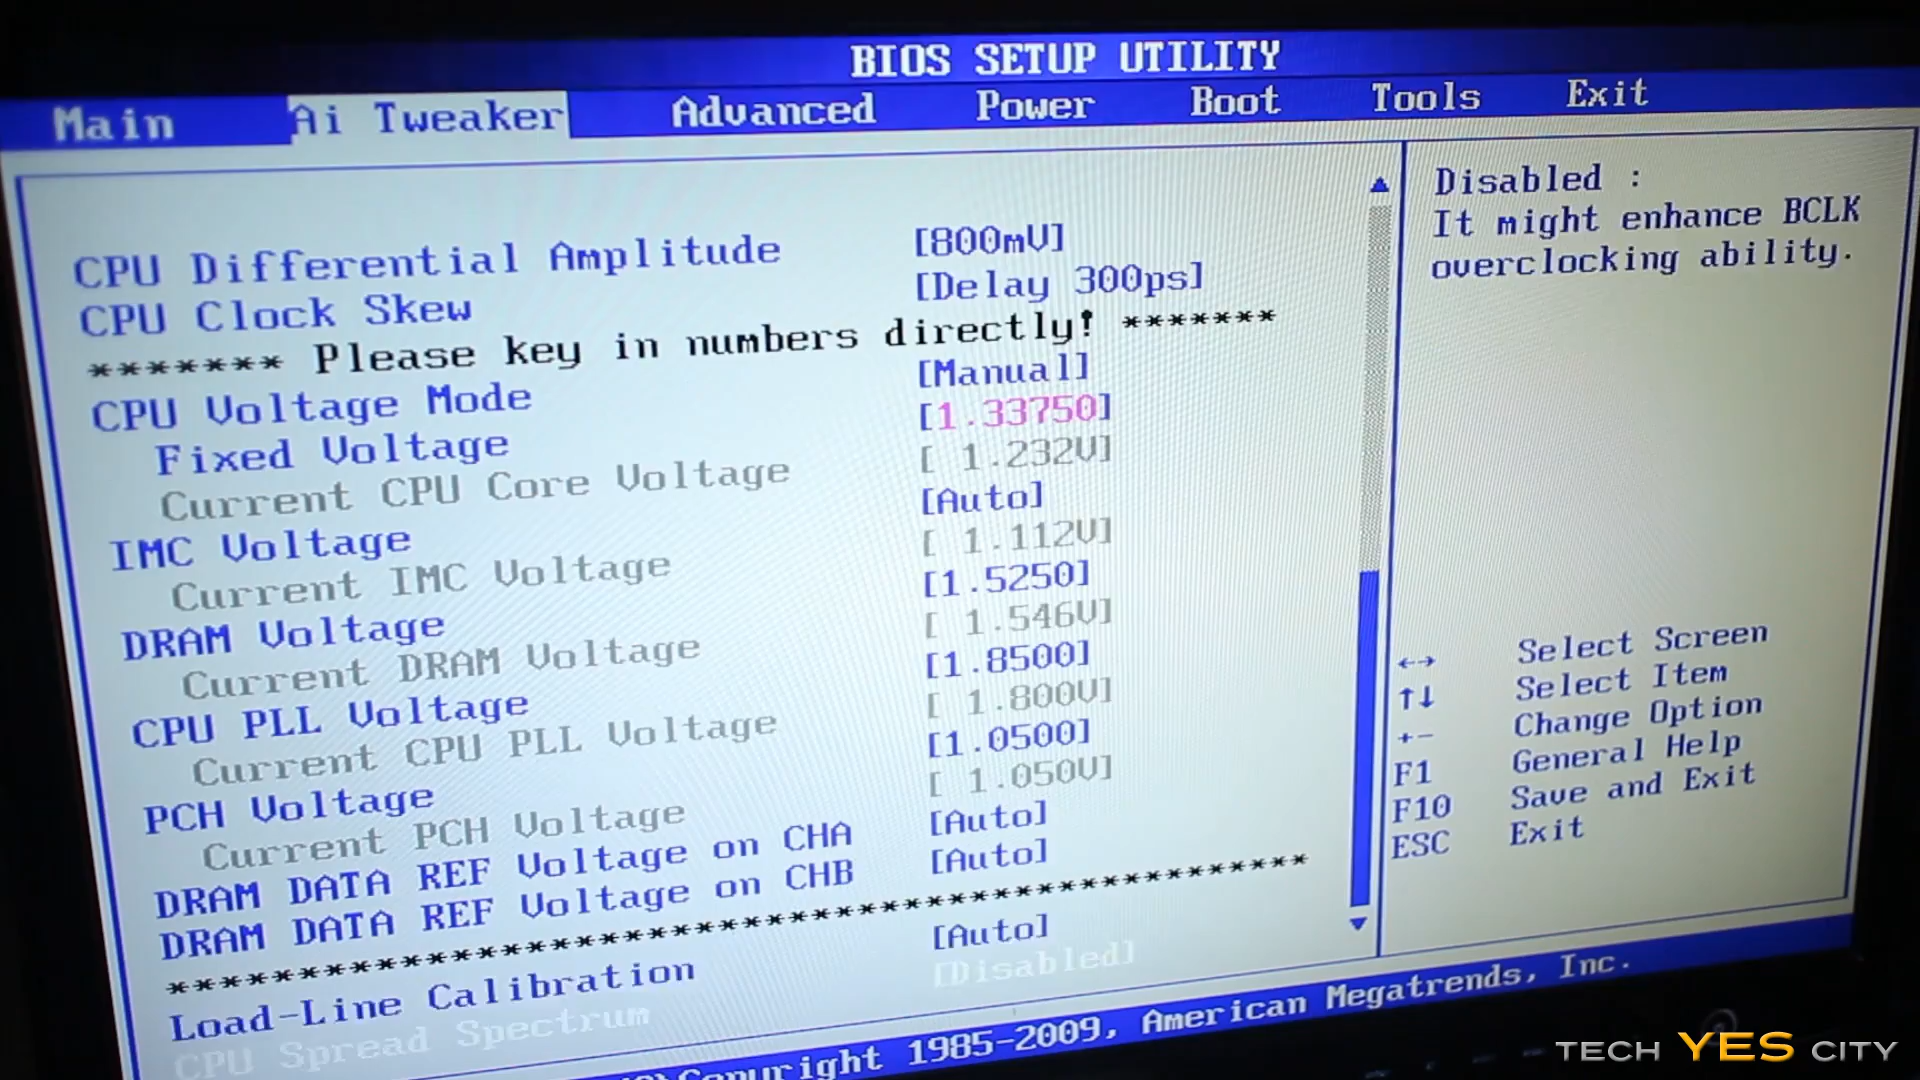 BIOS SETUP UTILITY
Main Ai Tweaker Advanced Power Boot Tools Exit
CPU Differential Amplitude [800mV]
CPU Clock Skew [Delay 300ps]
******* Please key in numbers directly! *******
CPU Voltage Mode [Manual]
Fixed Voltage [1.33750]
Current CPU Core Voltage [ 1.232V]
IMC Voltage [Auto]
Current IMC Voltage [ 1.112V]
DRAM Voltage [1.5250]
Current DRAM Voltage [ 1.546V]
CPU PLL Voltage [1.8500]
Current CPU PLL Voltage [ 1.800V]
PCH Voltage [1.0500]
Current PCH Voltage [ 1.050V]
DRAM DATA REF Voltage on CHA [Auto]
DRAM DATA REF Voltage on CHB [Auto]
*******************************************
Load-Line Calibration [Auto]
CPU Spread Spectrum [Disabled]
Disabled :
It might enhance BCLK
overclocking ability.
←→ Select Screen
↑↓ Select Item
+- Change Option
F1 General Help
F10 Save and Exit
ESC Exit
Copyright 1985-2009, American Megatrends, Inc.
TECH YES CITY